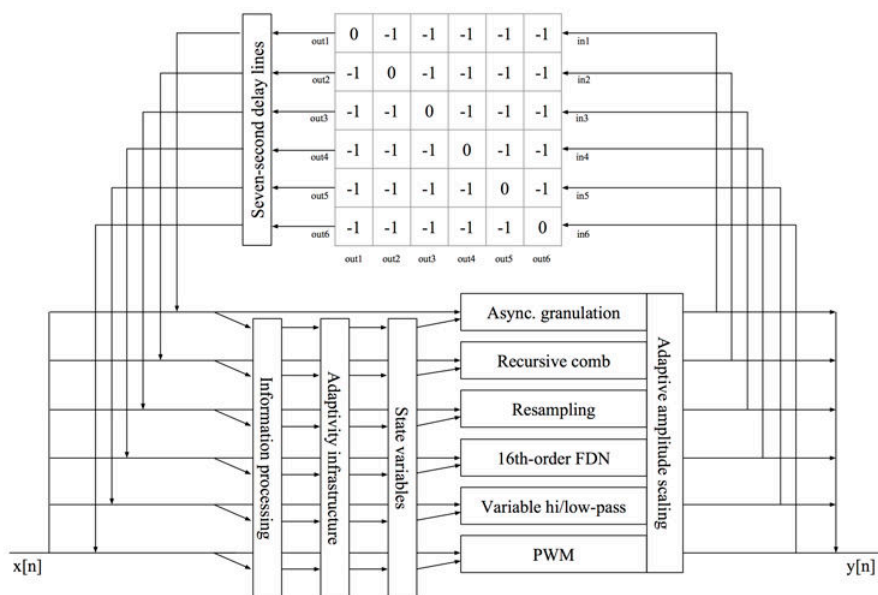 Seven-second delay lines
out1 0 -1 -1 -1 -1 -1 in1
out2 -1 0 -1 -1 -1 -1 in2
out3 -1 -1 0 -1 -1 -1 in3
out4 -1 -1 -1 0 -1 -1 in4
out5 -1 -1 -1 -1 0 -1 in5
out6 -1 -1 -1 -1 -1 0 in6
out1 out2 out3 out4 out5 out6
Information processing
Adaptivity infrastructure
State variables
Async. granulation
Recursive comb
Resampling
16th-order FDN
Variable hi/low-pass
PWM
Adaptive amplitude scaling
x[n]
y[n]